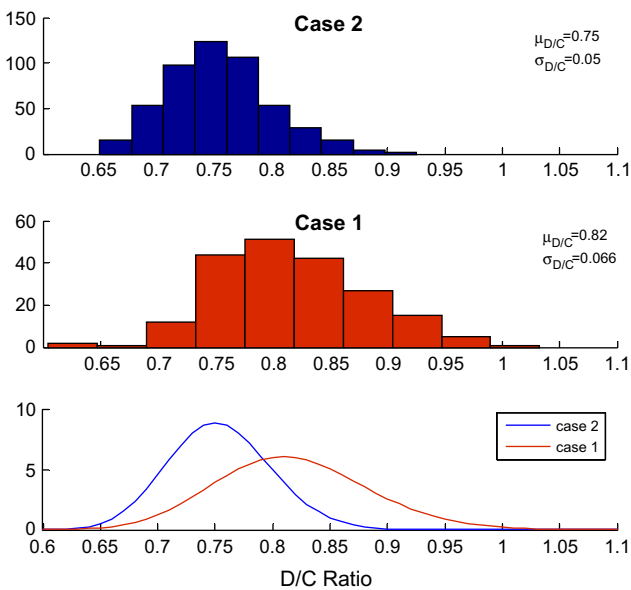 Case 2
μD/C=0.75
σD/C=0.05
150
100
50
0
0.65 0.7 0.75 0.8 0.85 0.9 0.95 1 1.05 1.1
Case 1
μD/C=0.82
σD/C=0.066
60
40
20
0
0.65 0.7 0.75 0.8 0.85 0.9 0.95 1 1.05 1.1
10
5
0
case 2
case 1
0.6 0.65 0.7 0.75 0.8 0.85 0.9 0.95 1 1.05 1.1
D/C Ratio